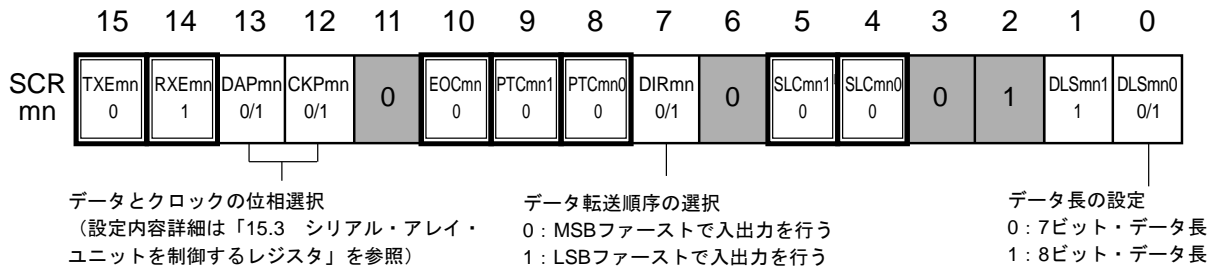 15 14 13 12 11 10 9 8 7 6 5 4 3 2 1 0
SCR
mn
TXEmn RXEmn DAPmn CKPmn 0 EOCmn PTCmn1 PTCmn0 DIRmn 0 SLCmn1 SLCmn0 0 1 DLSmn1 DLSmn0
0 1 0/1 0/1 0 0 0 0/1 0 0 1 0/1
データとクロックの位相選択
(設定内容詳細は「15.3 シリアル・アレイ・
ユニットを制御するレジスタ」を参照)
データ転送順序の選択
0：MSBファーストで入出力を行う
1：LSBファーストで入出力を行う
データ長の設定
0：7ビット・データ長
1：8ビット・データ長